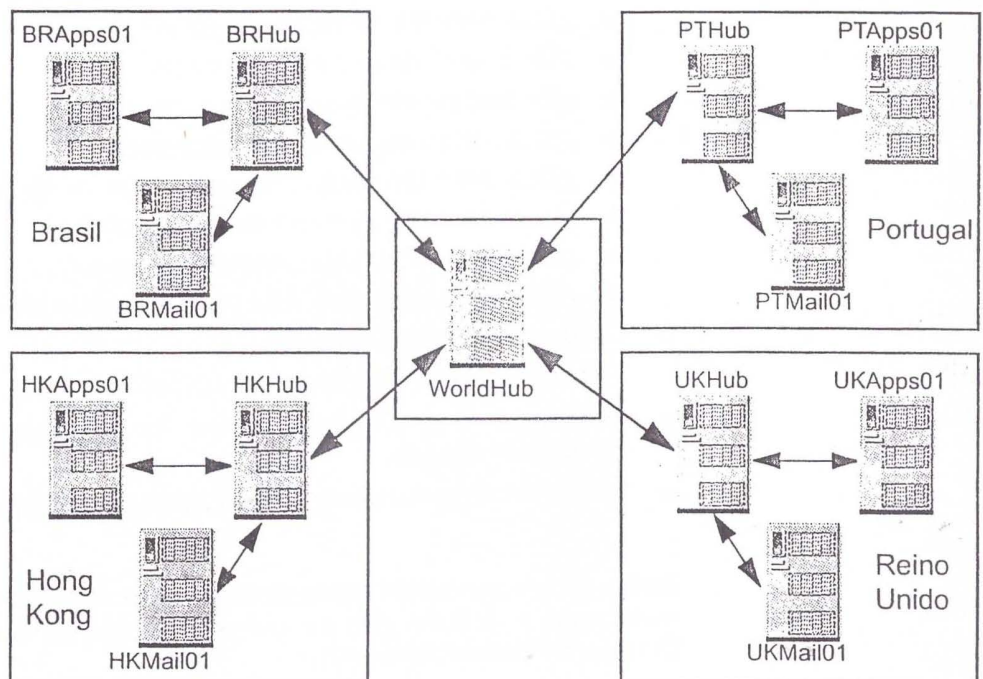 BRApps01
BRHub
Brasil
BRMail01
PTHub
PTApps01
Portugal
PTMail01
WorldHub
HKApps01
HKHub
Hong
Kong
HKMail01
UKHub
UKApps01
Reino
Unido
UKMail01